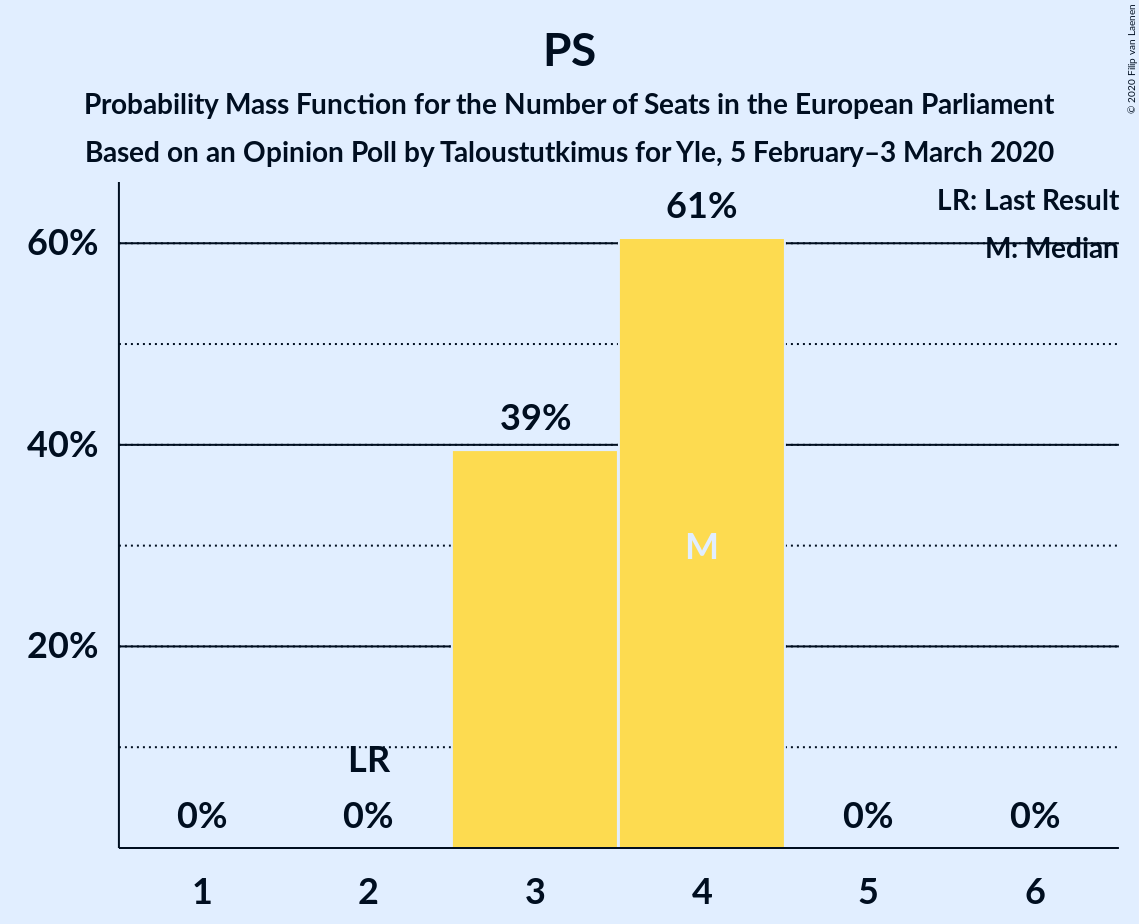 PS
Probability Mass Function for the Number of Seats in the European Parliament
Based on an Opinion Poll by Taloustutkimus for Yle, 5 February–3 March 2020
© 2020 Filip van Laenen
LR: Last Result
M: Median
61%
60%
39%
40%
M
20%
LR
0% 0% 0% 0%
1 2 3 4 5 6